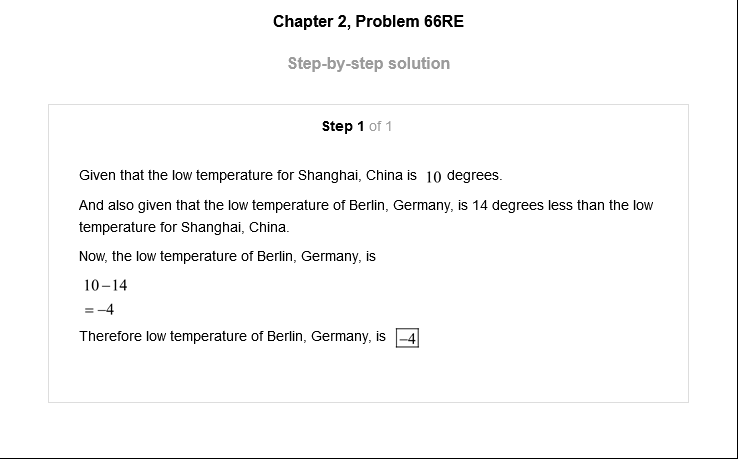 Chapter 2, Problem 66RE
Step-by-step solution
Step 1 of 1
Given that the low temperature for Shanghai, China is 10 degrees.
And also given that the low temperature of Berlin, Germany, is 14 degrees less than the low
temperature for Shanghai, China.
Now, the low temperature of Berlin, Germany, is
10−14
= −4
Therefore low temperature of Berlin, Germany, is −4